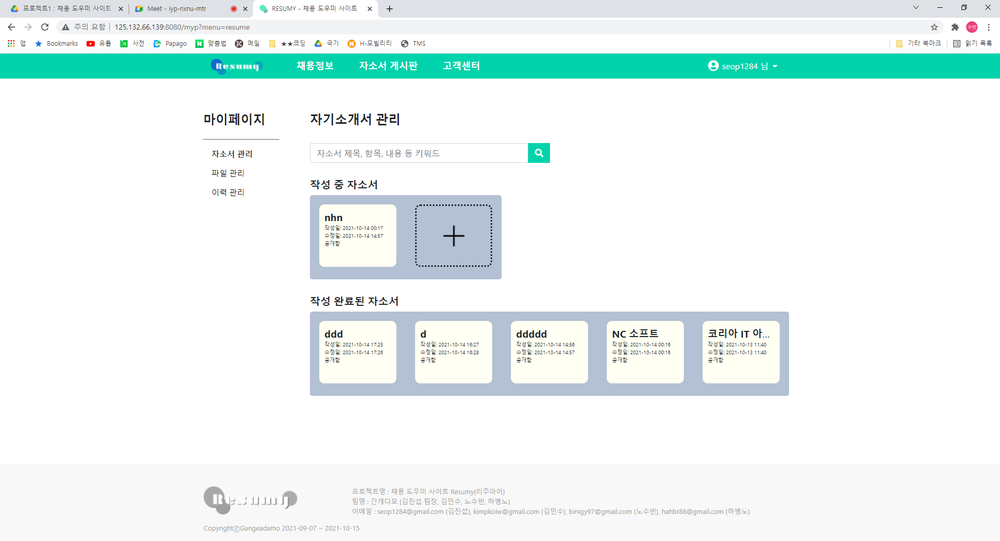 프로젝트1 : 채용 도우미 사이트
Meet - iyp-nxnu-mtr
RESUMY - 채용 도우미 사이트
주의 요함
125.132.66.139:8080/myp?menu=resume
수빈
앱
Bookmarks
유튭
사전
Papago
맞춤법
메일
★★코딩
국기
H-모빌리티
TMS
기타 북마크
읽기 목록
Resumy
채용정보
자소서 게시판
고객센터
seop1284 님
마이페이지
자소서 관리
파일 관리
이력 관리
자기소개서 관리
자소서 제목, 항목, 내용 등 키워드
작성 중 자소서
nhn
작성일: 2021-10-14 00:17
수정일: 2021-10-14 14:57
공개함
작성 완료된 자소서
ddd
작성일: 2021-10-14 17:25
수정일: 2021-10-14 17:26
공개함
d
작성일: 2021-10-14 16:27
수정일: 2021-10-14 16:28
공개함
ddddd
작성일: 2021-10-14 14:56
수정일: 2021-10-14 14:57
공개함
NC 소프트
작성일: 2021-10-14 00:16
수정일: 2021-10-14 00:16
공개함
코리아 IT 아...
작성일: 2021-10-13 11:40
수정일: 2021-10-13 11:40
공개함
Resumy
프로젝트명 : 채용 도우미 사이트 Resumy(리주마이)
팀명 : 간개다모 (김진섭 팀장, 김민수, 노수빈, 하병노)
이메일 : seop1284@gmail.com (김진섭), kimpkoiw@gmail.com (김민수), binigy97@gmail.com (노수빈), hahbr88@gmail.com (하병노)
CopyrightⓒGangeadamo 2021-09-07 ~ 2021-10-15